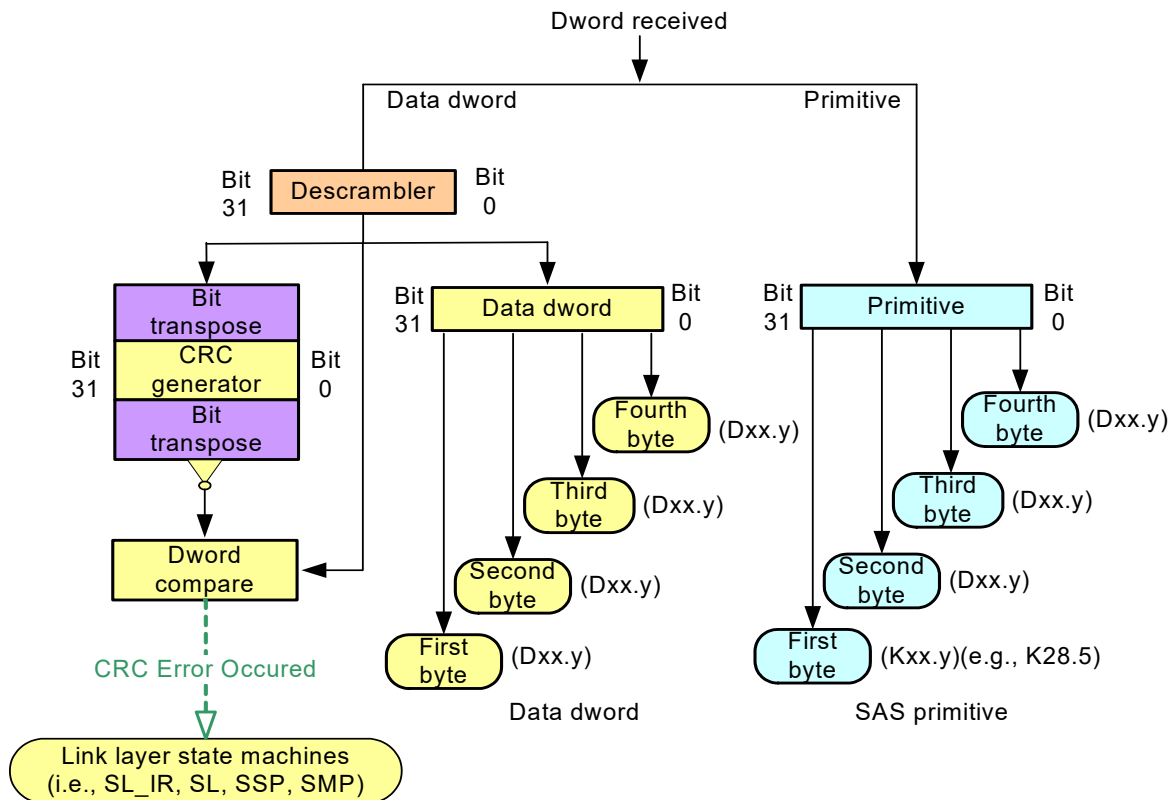 Dword received
Data dword
Primitive
Bit
31
Descrambler
Bit
0
Bit
transpose
Bit
31
CRC
generator
Bit
0
Bit
transpose
Dword
compare
CRC Error Occured
Link layer state machines
(i.e., SL_IR, SL, SSP, SMP)
Bit
31
Data dword
Bit
0
Fourth
byte
(Dxx.y)
Third
byte
(Dxx.y)
Second
byte
(Dxx.y)
First
byte
(Dxx.y)
Data dword
Bit
31
Primitive
Bit
0
Fourth
byte
(Dxx.y)
Third
byte
(Dxx.y)
Second
byte
(Dxx.y)
First
byte
(Kxx.y)(e.g., K28.5)
SAS primitive